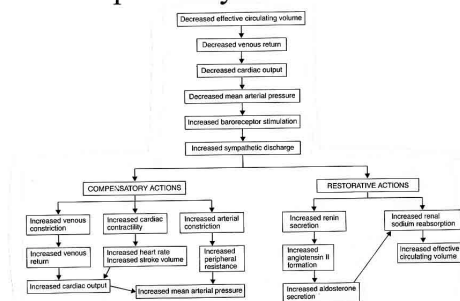 Decreased effective circulating volume
Decreased venous return
Decreased cardiac output
Decreased mean arterial pressure
Increased baroreceptor stimulation
Increased sympathetic discharge
COMPENSATORY ACTIONS
RESTORATIVE ACTIONS
Increased venous
constriction
Increased cardiac
contractility
Increased arterial
constriction
Increased renin
secretion
Increased renal
sodium reabsorption
Increased venous
return
Increased heart rate
Increased stroke volume
Increased
peripheral
resistance
Increased
angiotensin II
formation
Increased effective
circulating volume
Increased cardiac output
Increased mean arterial pressure
Increased aldosterone
secretion